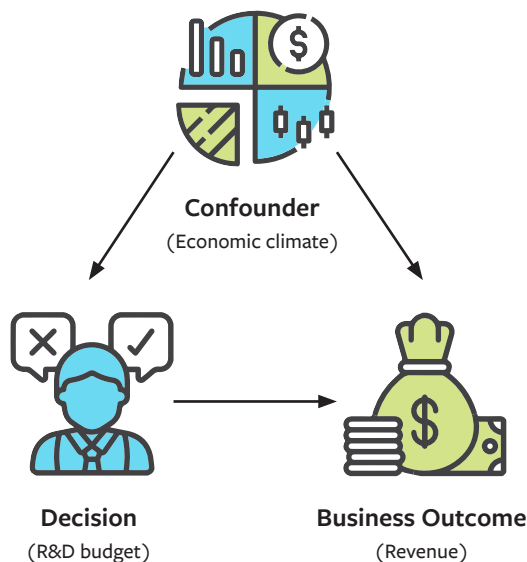 $
Confounder
(Economic climate)
$
Decision
(R&D budget)
Business Outcome
(Revenue)